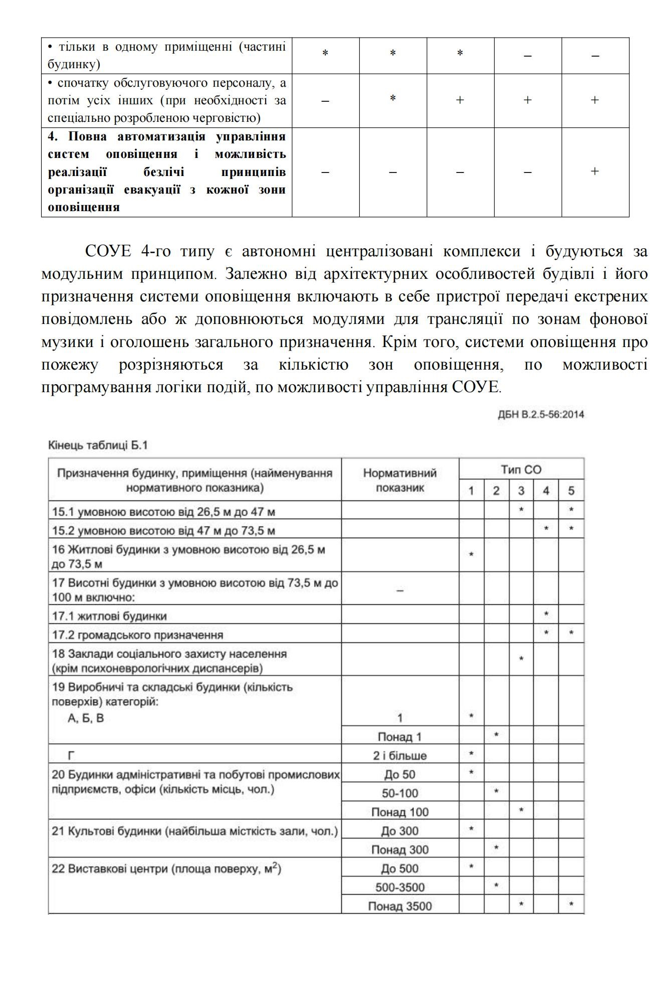 • тільки в одному приміщенні (частині
будинку)
* * * – –
• спочатку обслуговуючого персоналу, а
потім усіх інших (при необхідності за
спеціально розробленою черговістю)
– * + + +
4. Повна автоматизація управління
систем оповіщення і можливість
реалізації безлічі принципів
організації евакуації з кожної зони
оповіщення
– – – – +
СОУЕ 4-го типу є автономні централізовані комплекси і будуються за
модульним принципом. Залежно від архітектурних особливостей будівлі і його
призначення системи оповіщення включають в себе пристрої передачі екстрених
повідомлень або ж доповнюються модулями для трансляції по зонам фонової
музики і оголошень загального призначення. Крім того, системи оповіщення про
пожежу розрізняються за кількістю зон оповіщення, по можливості
програмування логіки подій, по можливості управління СОУЕ.
ДБН В.2.5-56:2014
Кінець таблиці Б.1
Призначення будинку, приміщення (найменування
нормативного показника)
Нормативний
показник
Тип СО
1 2 3 4 5
15.1 умовною висотою від 26,5 м до 47 м * *
15.2 умовною висотою від 47 м до 73,5 м * *
16 Житлові будинки з умовною висотою від 26,5 м
до 73,5 м
*
17 Висотні будинки з умовною висотою від 73,5 м до
100 м включно:
–
17.1 житлові будинки *
17.2 громадського призначення * *
18 Заклади соціального захисту населення
(крім психоневрологічних диспансерів)
*
19 Виробничі та складські будинки (кількість
поверхів) категорій:
А, Б, В 1 *
Понад 1 *
Г 2 і більше *
20 Будинки адміністративні та побутові промислових
підприємств, офіси (кількість місць, чол.)
До 50 *
50-100 *
Понад 100 *
21 Культові будинки (найбільша місткість зали, чол.) До 300 *
Понад 300 *
22 Виставкові центри (площа поверху, м²) До 500 *
500-3500 *
Понад 3500 * *